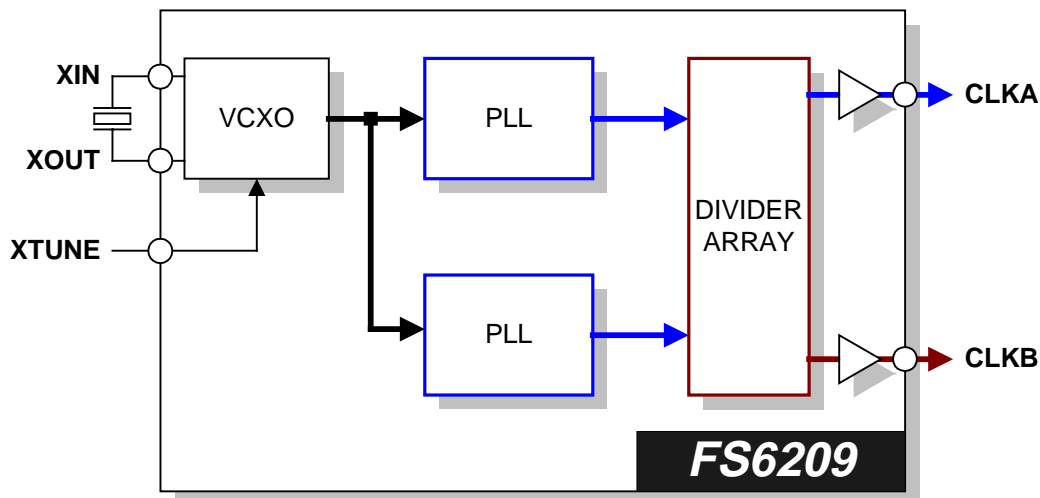 XIN
XOUT
XTUNE
VCXO
PLL
PLL
DIVIDER
ARRAY
CLKA
CLKB
FS6209